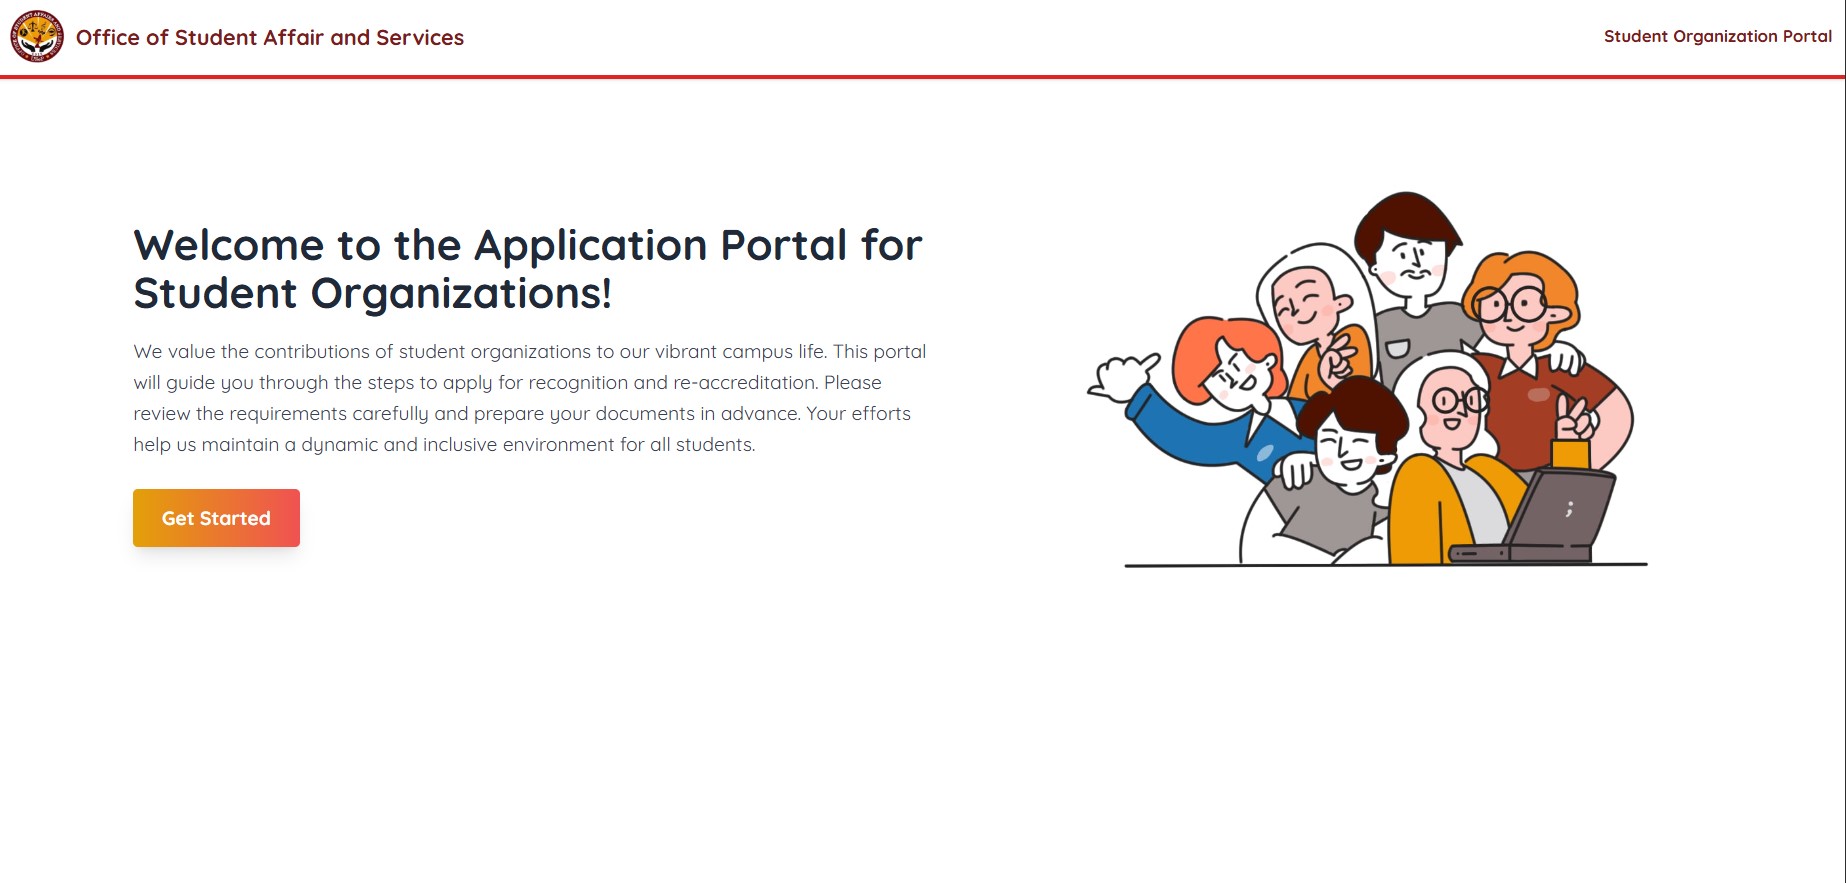 Office of Student Affair and Services
Student Organization Portal
Welcome to the Application Portal for
Student Organizations!
We value the contributions of student organizations to our vibrant campus life. This portal
will guide you through the steps to apply for recognition and re-accreditation. Please
review the requirements carefully and prepare your documents in advance. Your efforts
help us maintain a dynamic and inclusive environment for all students.
Get Started
;